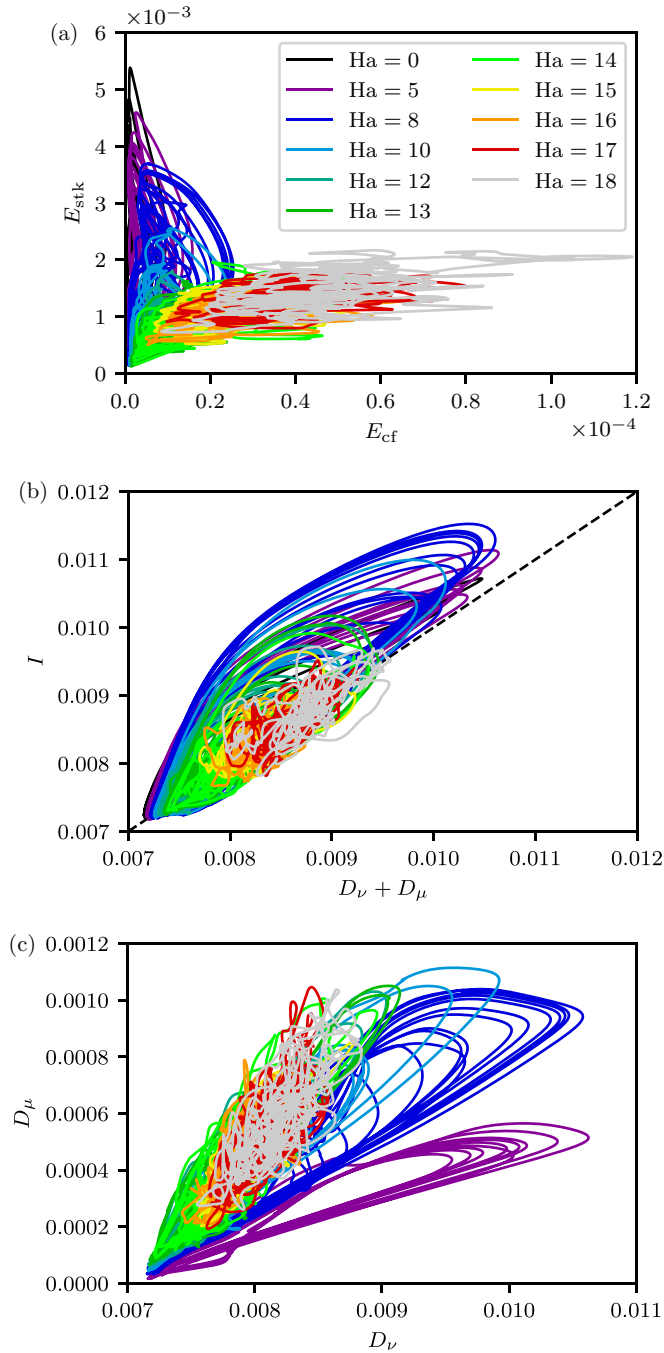 (a)
×10⁻³
6
5
4
3
2
1
0
E_stk
Ha = 0
Ha = 5
Ha = 8
Ha = 10
Ha = 12
Ha = 13
Ha = 14
Ha = 15
Ha = 16
Ha = 17
Ha = 18
0.0 0.2 0.4 0.6 0.8 1.0 1.2
×10⁻⁴
E_cf
(b)
0.012
0.011
0.010
0.009
0.008
0.007
I
0.007 0.008 0.009 0.010 0.011 0.012
D_ν + D_μ
(c)
0.0012
0.0010
0.0008
0.0006
0.0004
0.0002
0.0000
D_μ
0.007 0.008 0.009 0.010 0.011
D_ν